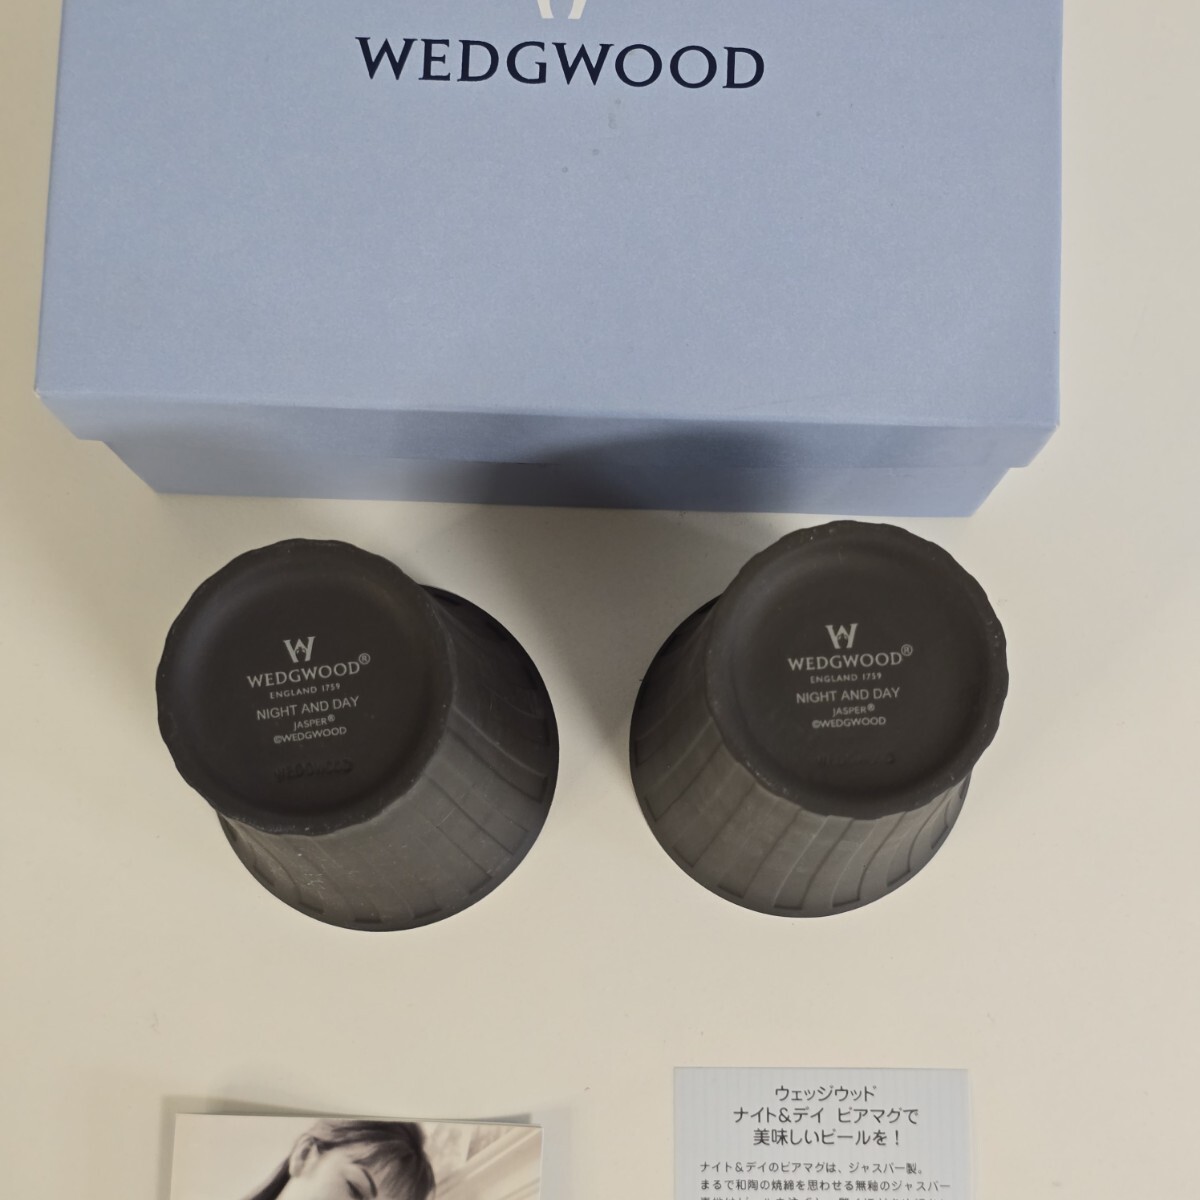 WEDGWOOD
WEDGWOOD®
ENGLAND 1759
NIGHT AND DAY
JASPER®
©WEDGWOOD
WEDGWOOD
WEDGWOOD®
ENGLAND 1759
NIGHT AND DAY
JASPER®
©WEDGWOOD
WEDGWOOD
ウェッジウッド
ナイト&デイ ビアマグで
美味しいビールを!
ナイト&デイのビアマグは、ジャスパー製。
まるで和陶の焼締を思わせる無釉のジャスパー